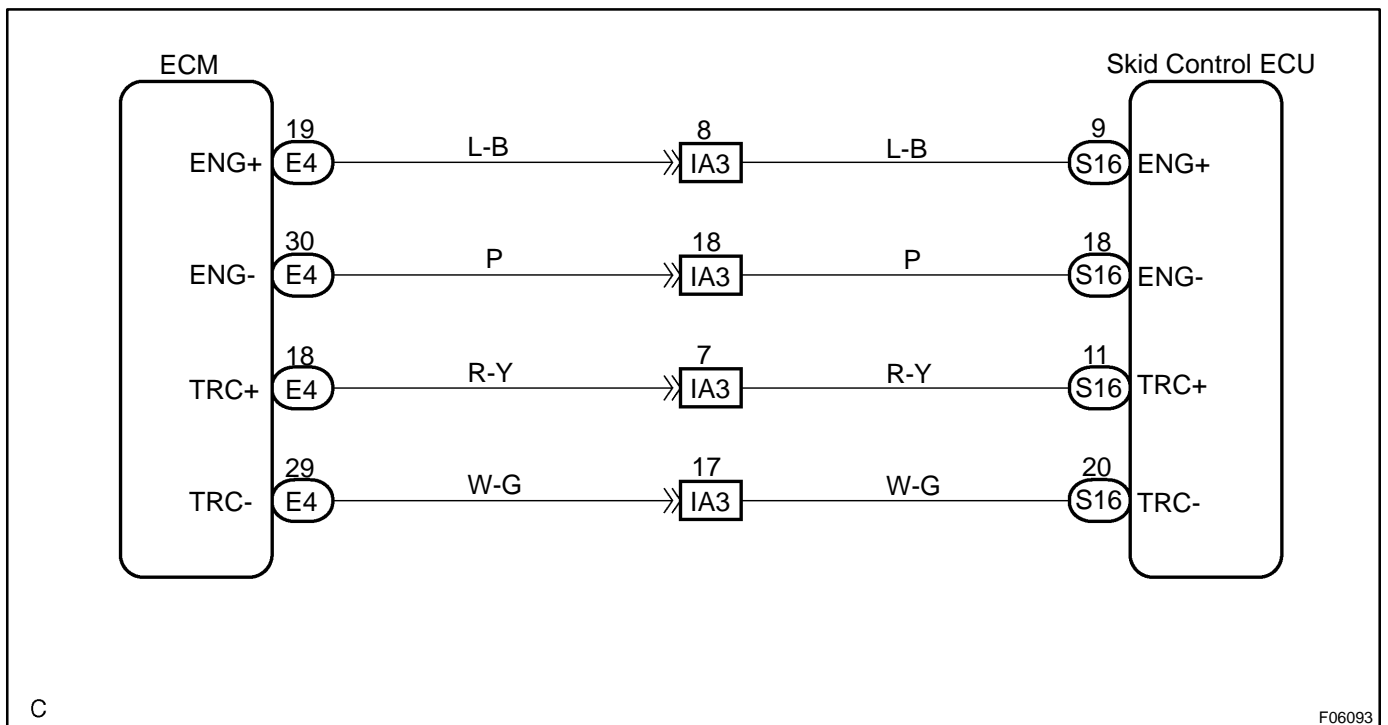 ECM
Skid Control ECU
19
8
9
ENG+
E4
L-B
IA3
L-B
S16
ENG+
30
18
18
ENG-
E4
P
IA3
P
S16
ENG-
18
7
11
TRC+
E4
R-Y
IA3
R-Y
S16
TRC+
29
17
20
TRC-
E4
W-G
IA3
W-G
S16
TRC-
C
F06093